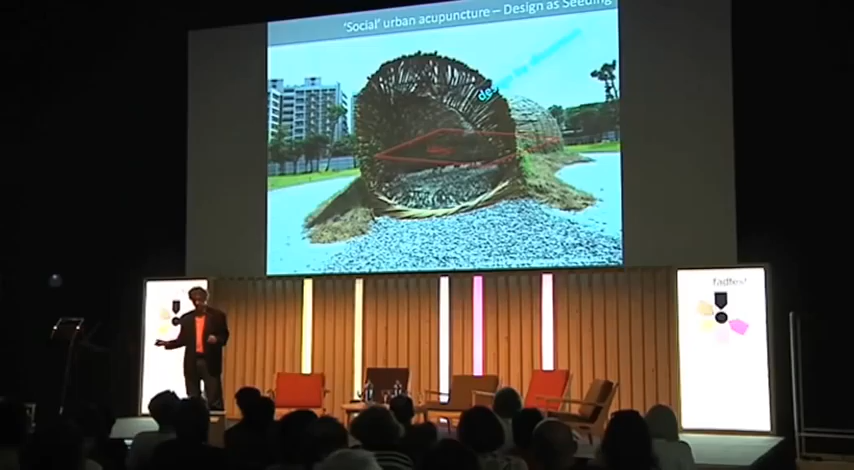 'Social' urban acupuncture – Design as Seeding
fadfest